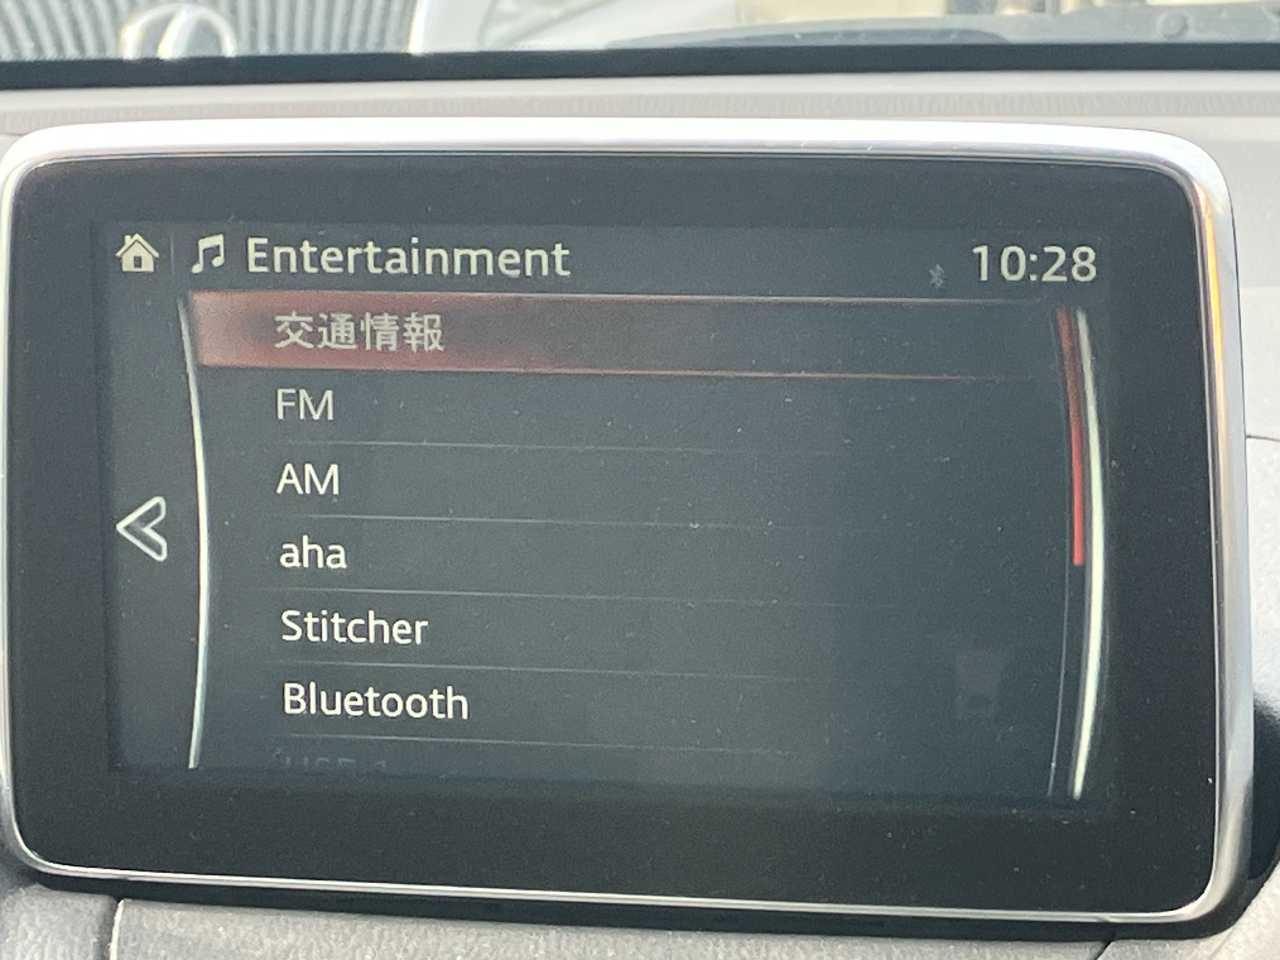 Entertainment
10:28
交通情報
FM
AM
aha
Stitcher
Bluetooth